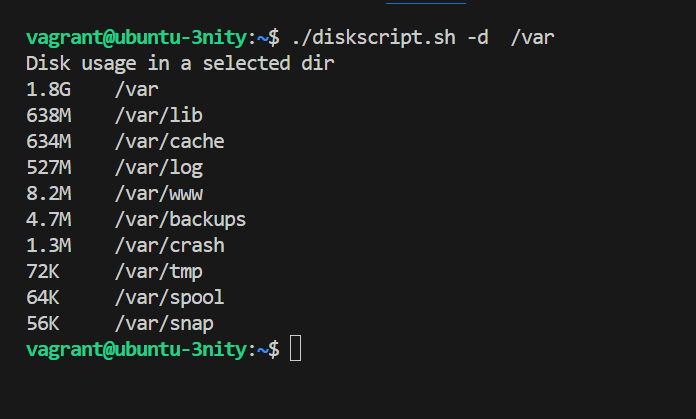 vagrant@ubuntu-3nity:~$ ./diskscript.sh -d  /var
Disk usage in a selected dir
1.8G    /var
638M    /var/lib
634M    /var/cache
527M    /var/log
8.2M    /var/www
4.7M    /var/backups
1.3M    /var/crash
72K     /var/tmp
64K     /var/spool
56K     /var/snap
vagrant@ubuntu-3nity:~$